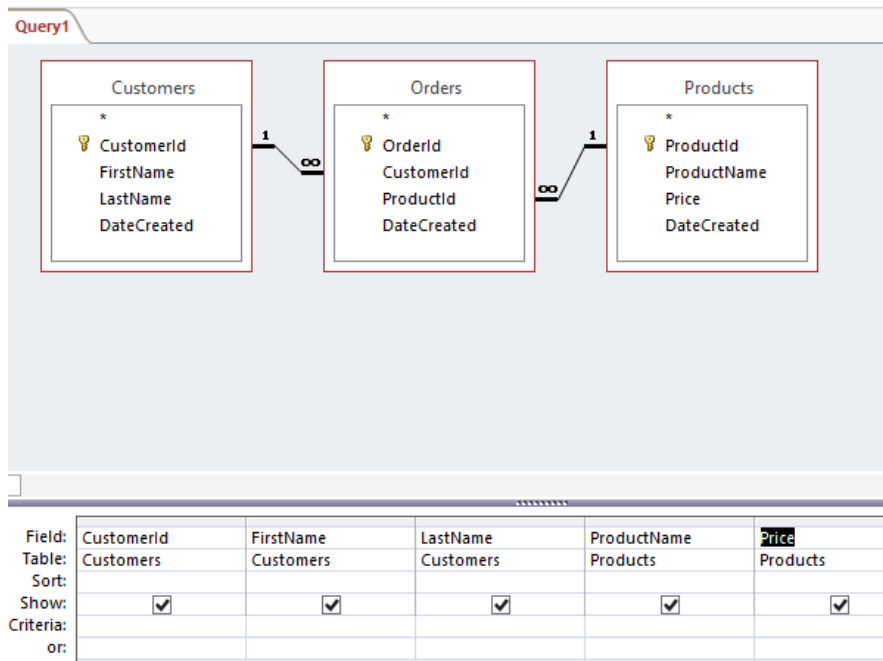 Query1
Customers Orders Products
* * *
CustomerId 1 OrderId 1 ProductId
FirstName ∞ CustomerId ProductName
LastName ProductId ∞ Price
DateCreated DateCreated DateCreated
Field: CustomerId FirstName LastName ProductName Price
Table: Customers Customers Customers Products Products
Sort:
Show:
Criteria:
or: